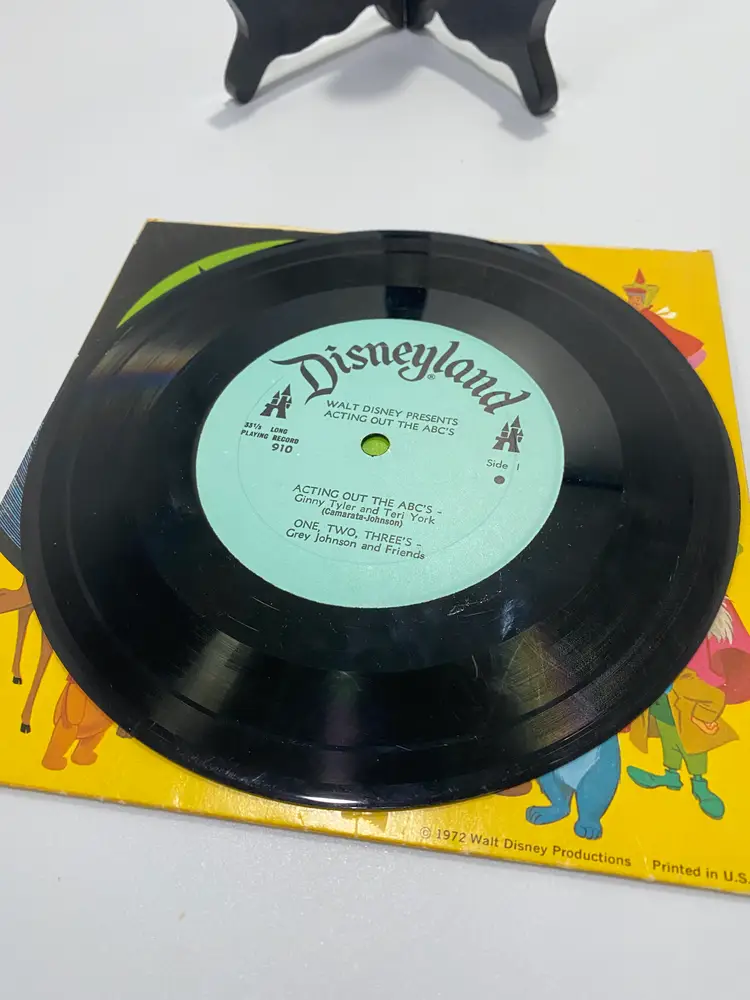 Disneyland®
WALT DISNEY PRESENTS
ACTING OUT THE ABC'S
33⅓ LONG
PLAYING RECORD
910
Side 1
ACTING OUT THE ABC'S -
Ginny Tyler and Teri York
(Camarata-Johnson)
ONE, TWO, THREE'S -
Grey Johnson and Friends
© 1972 Walt Disney Productions Printed in U.S.